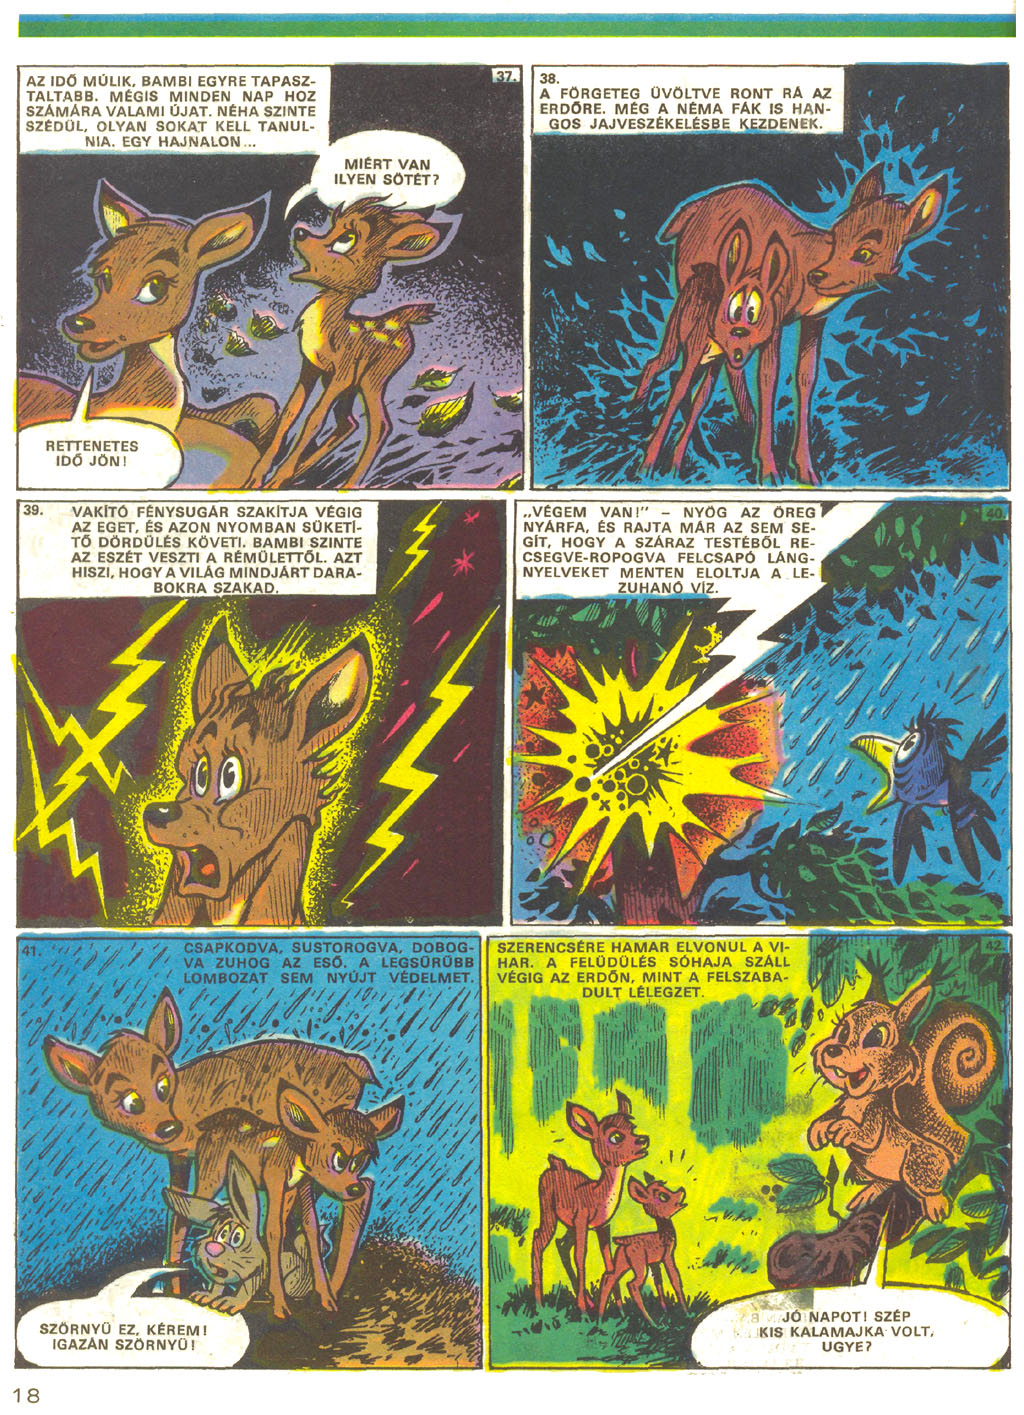 37.
AZ IDŐ MÚLIK, BAMBI EGYRE TAPASZ-
TALTABB. MÉGIS MINDEN NAP HOZ
SZÁMÁRA VALAMI ÚJAT. NÉHA SZINTE
SZÉDÜL, OLYAN SOKAT KELL TANUL-
NIA. EGY HAJNALON...
MIÉRT VAN
ILYEN SÖTÉT?
RETTENETES
IDŐ JÖN!
38.
A FÖRGETEG ÜVÖLTVE RONT RÁ AZ
ERDŐRE. MÉG A NÉMA FÁK IS HAN-
GOS JAJVESZÉKELÉSBE KEZDENEK.
39.
VAKÍTÓ FÉNYSUGÁR SZAKÍTJA VÉGIG
AZ EGET, ÉS AZON NYOMBAN SÜKETÍ-
TŐ DÖRDÜLÉS KÖVETI. BAMBI SZINTE
AZ ESZÉT VESZTI A RÉMÜLETTŐL. AZT
HISZI, HOGY A VILÁG MINDJÁRT DARA-
BOKRA SZAKAD.
40.
„VÉGEM VAN!” – NYÖG AZ ÖREG
NYÁRFA, ÉS RAJTA MÁR AZ SEM SE-
GÍT, HOGY A SZÁRAZ TESTÉBŐL RE-
CSEGVE-ROPOGVA FELCSAPÓ LÁNG-
NYELVEKET MENTEN ELOLTJA A LE-
ZUHANÓ VÍZ.
41.
CSAPKODVA, SUSTOROGVA, DOBOG-
VA ZUHOG AZ ESŐ. A LEGSŰRŰBB
LOMBOZAT SEM NYÚJT VÉDELMET.
SZÖRNYŰ EZ, KÉREM!
IGAZÁN SZÖRNYŰ!
42.
SZERENCSÉRE HAMAR ELVONUL A VI-
HAR. A FELÜDÜLÉS SÓHAJA SZÁLL
VÉGIG AZ ERDŐN, MINT A FELSZABA-
DULT LÉLEGZET.
JÓ NAPOT! SZÉP
KIS KALAMAJKA VOLT,
UGYE?
18